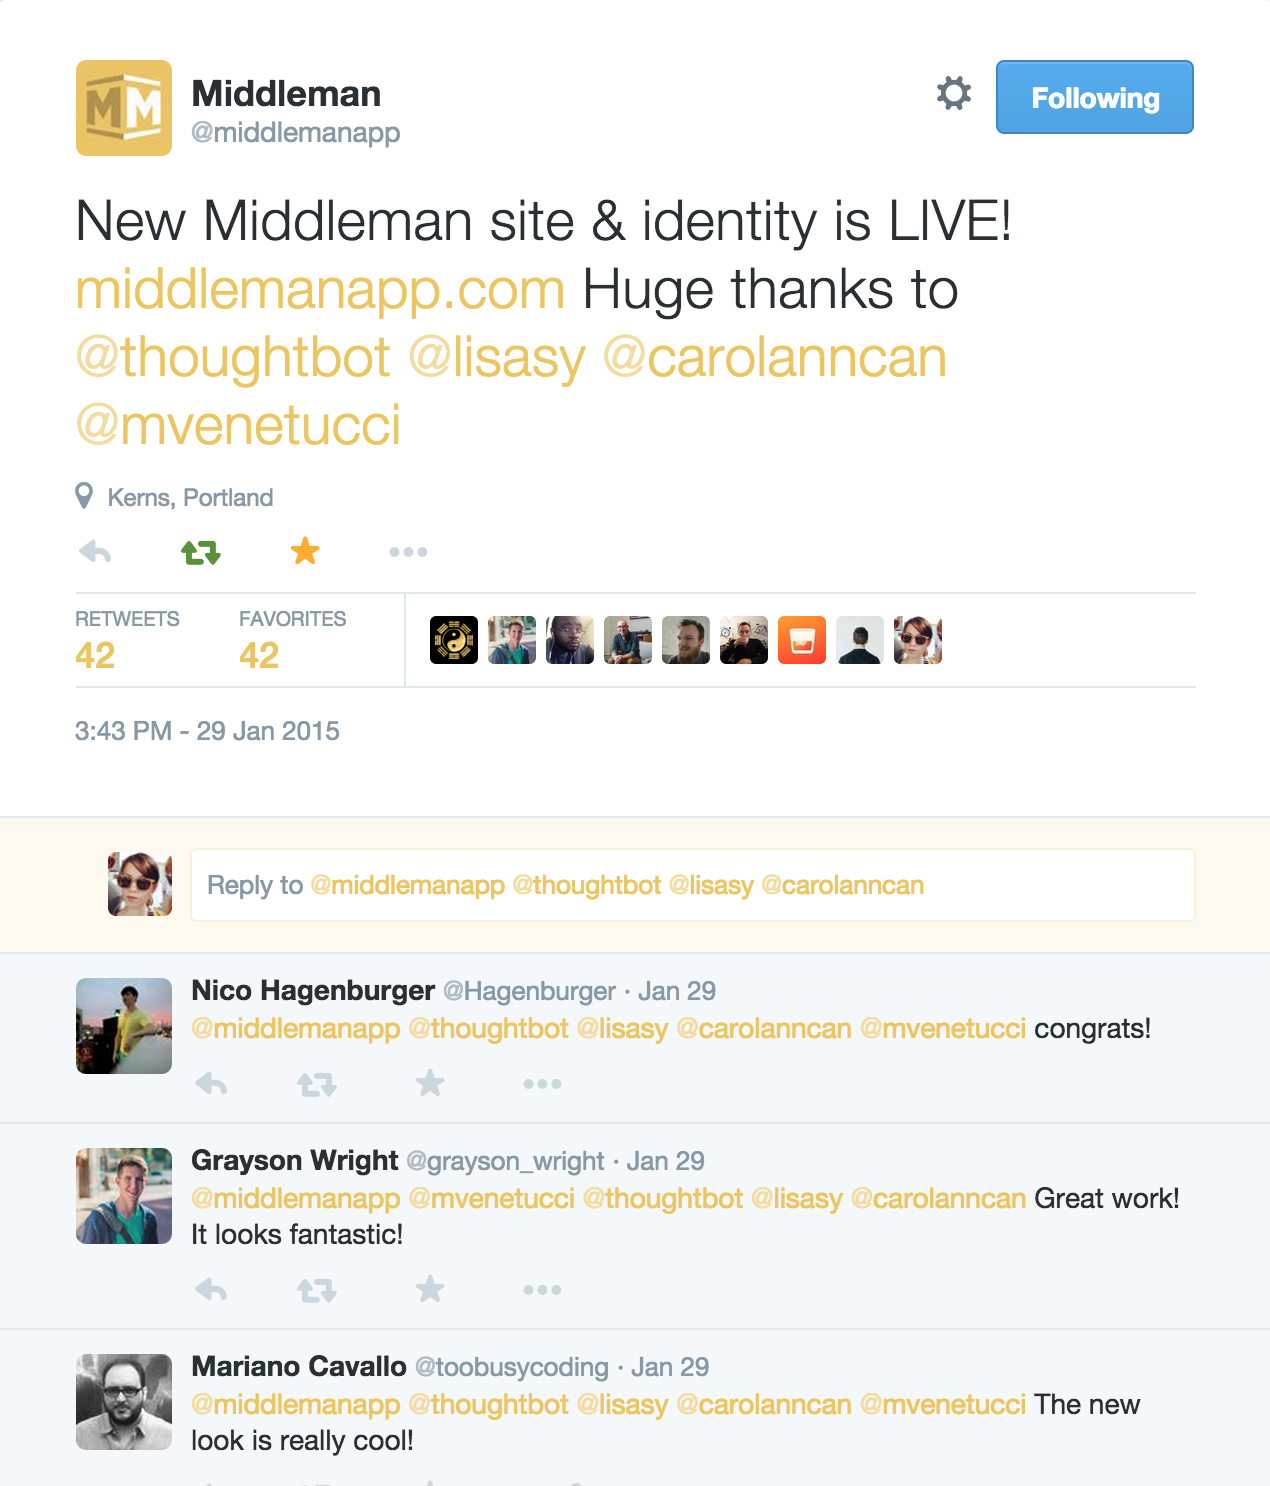 MM
Middleman
@middlemanapp
Following
New Middleman site & identity is LIVE!
middlemanapp.com Huge thanks to
@thoughtbot @lisasy @carolanncan
@mvenetucci
Kerns, Portland
RETWEETS
42
FAVORITES
42
3:43 PM - 29 Jan 2015
Reply to @middlemanapp @thoughtbot @lisasy @carolanncan
Nico Hagenburger @Hagenburger · Jan 29
@middlemanapp @thoughtbot @lisasy @carolanncan @mvenetucci congrats!
Grayson Wright @grayson_wright · Jan 29
@middlemanapp @mvenetucci @thoughtbot @lisasy @carolanncan Great work!
It looks fantastic!
Mariano Cavallo @toobusycoding · Jan 29
@middlemanapp @thoughtbot @lisasy @carolanncan @mvenetucci The new
look is really cool!